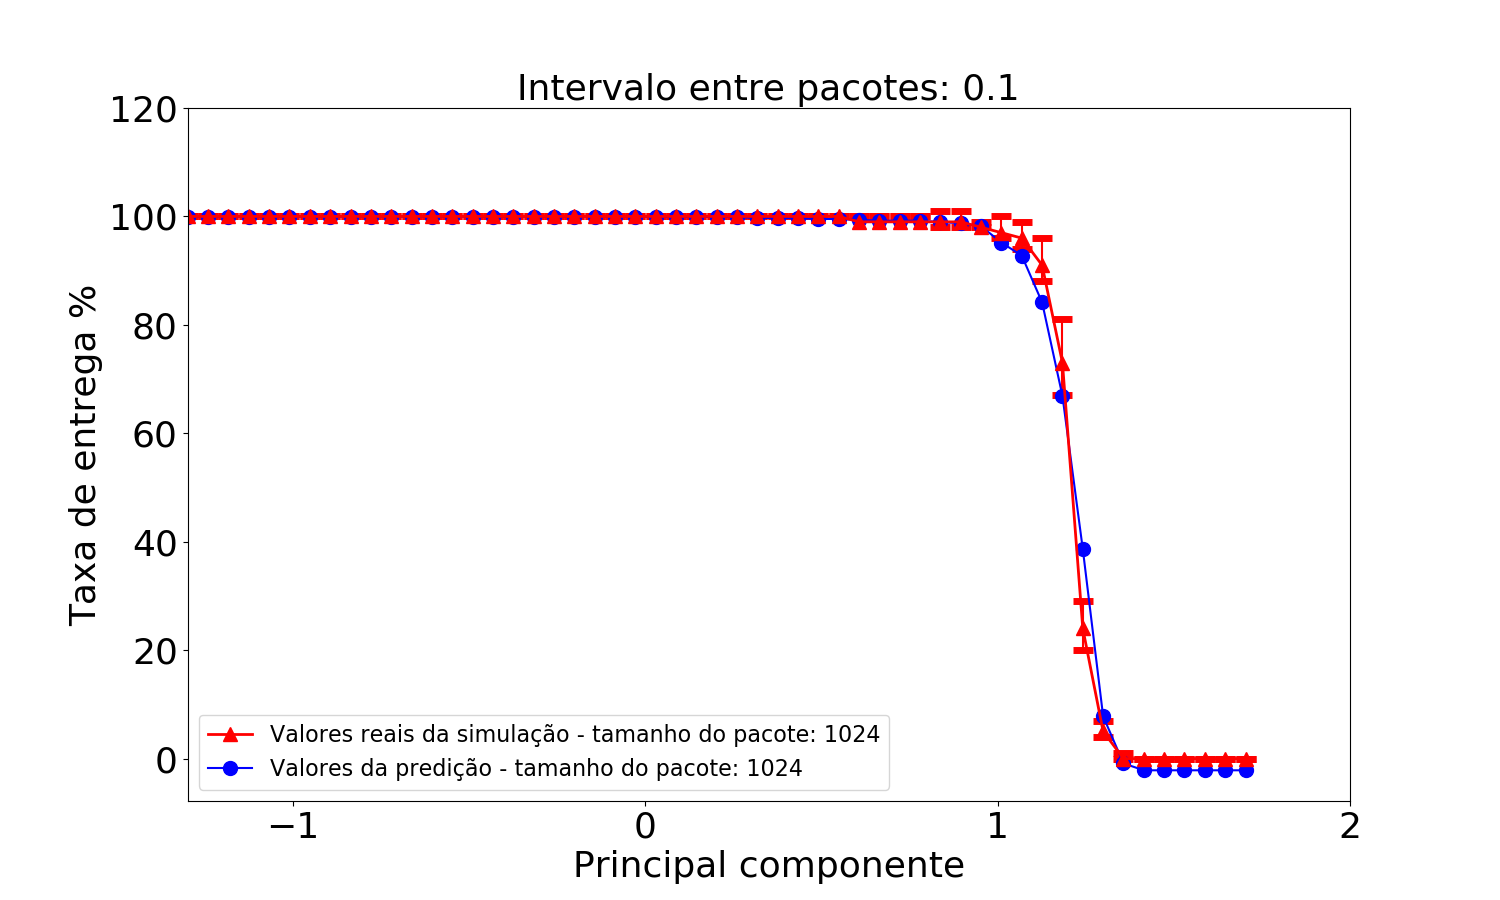 Intervalo entre pacotes: 0.1
120
100
80
60
40
20
0
Taxa de entrega %
Valores reais da simulação - tamanho do pacote: 1024
Valores da predição - tamanho do pacote: 1024
−1 0 1 2
Principal componente